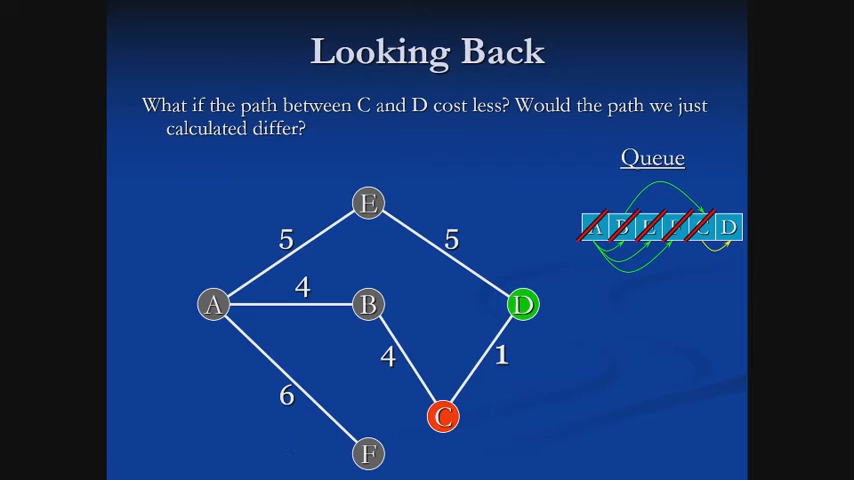 Looking Back
What if the path between C and D cost less? Would the path we just
calculated differ?
Queue
A B E F C D
E
5
5
4
A
B
D
4
1
6
C
F